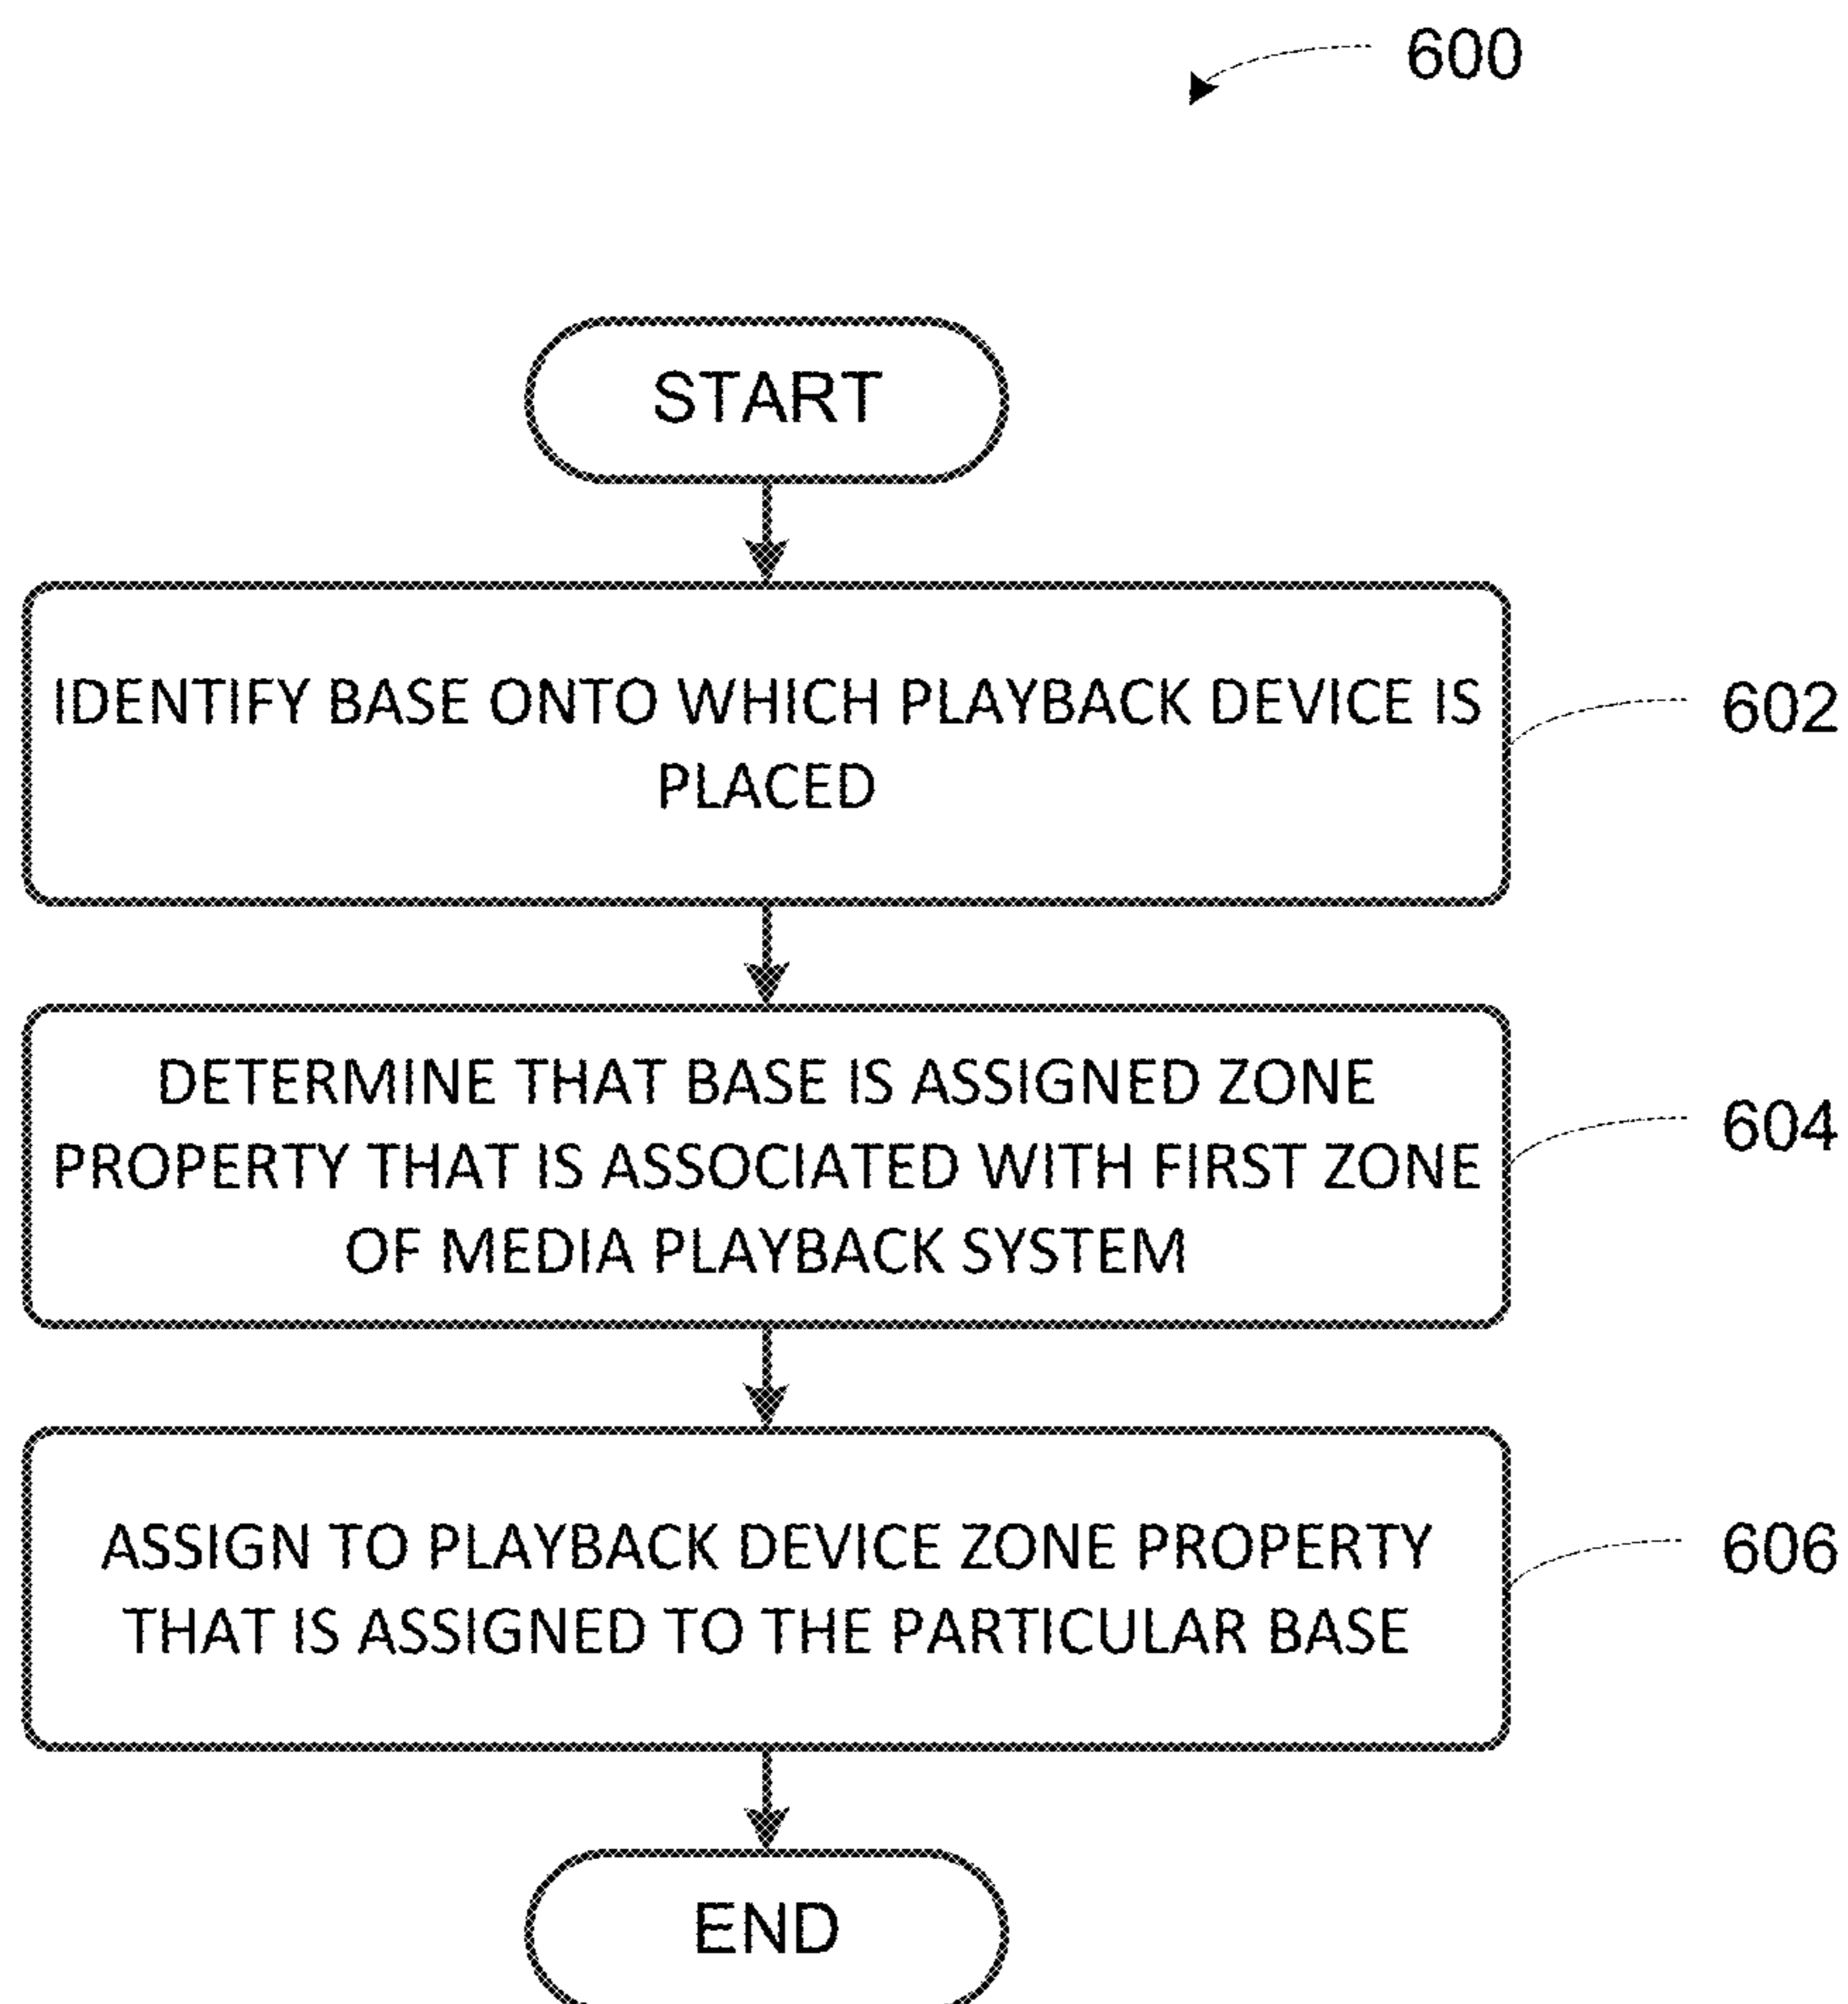 600
START
IDENTIFY BASE ONTO WHICH PLAYBACK DEVICE IS
PLACED
602
DETERMINE THAT BASE IS ASSIGNED ZONE
PROPERTY THAT IS ASSOCIATED WITH FIRST ZONE
OF MEDIA PLAYBACK SYSTEM
604
ASSIGN TO PLAYBACK DEVICE ZONE PROPERTY
THAT IS ASSIGNED TO THE PARTICULAR BASE
606
END